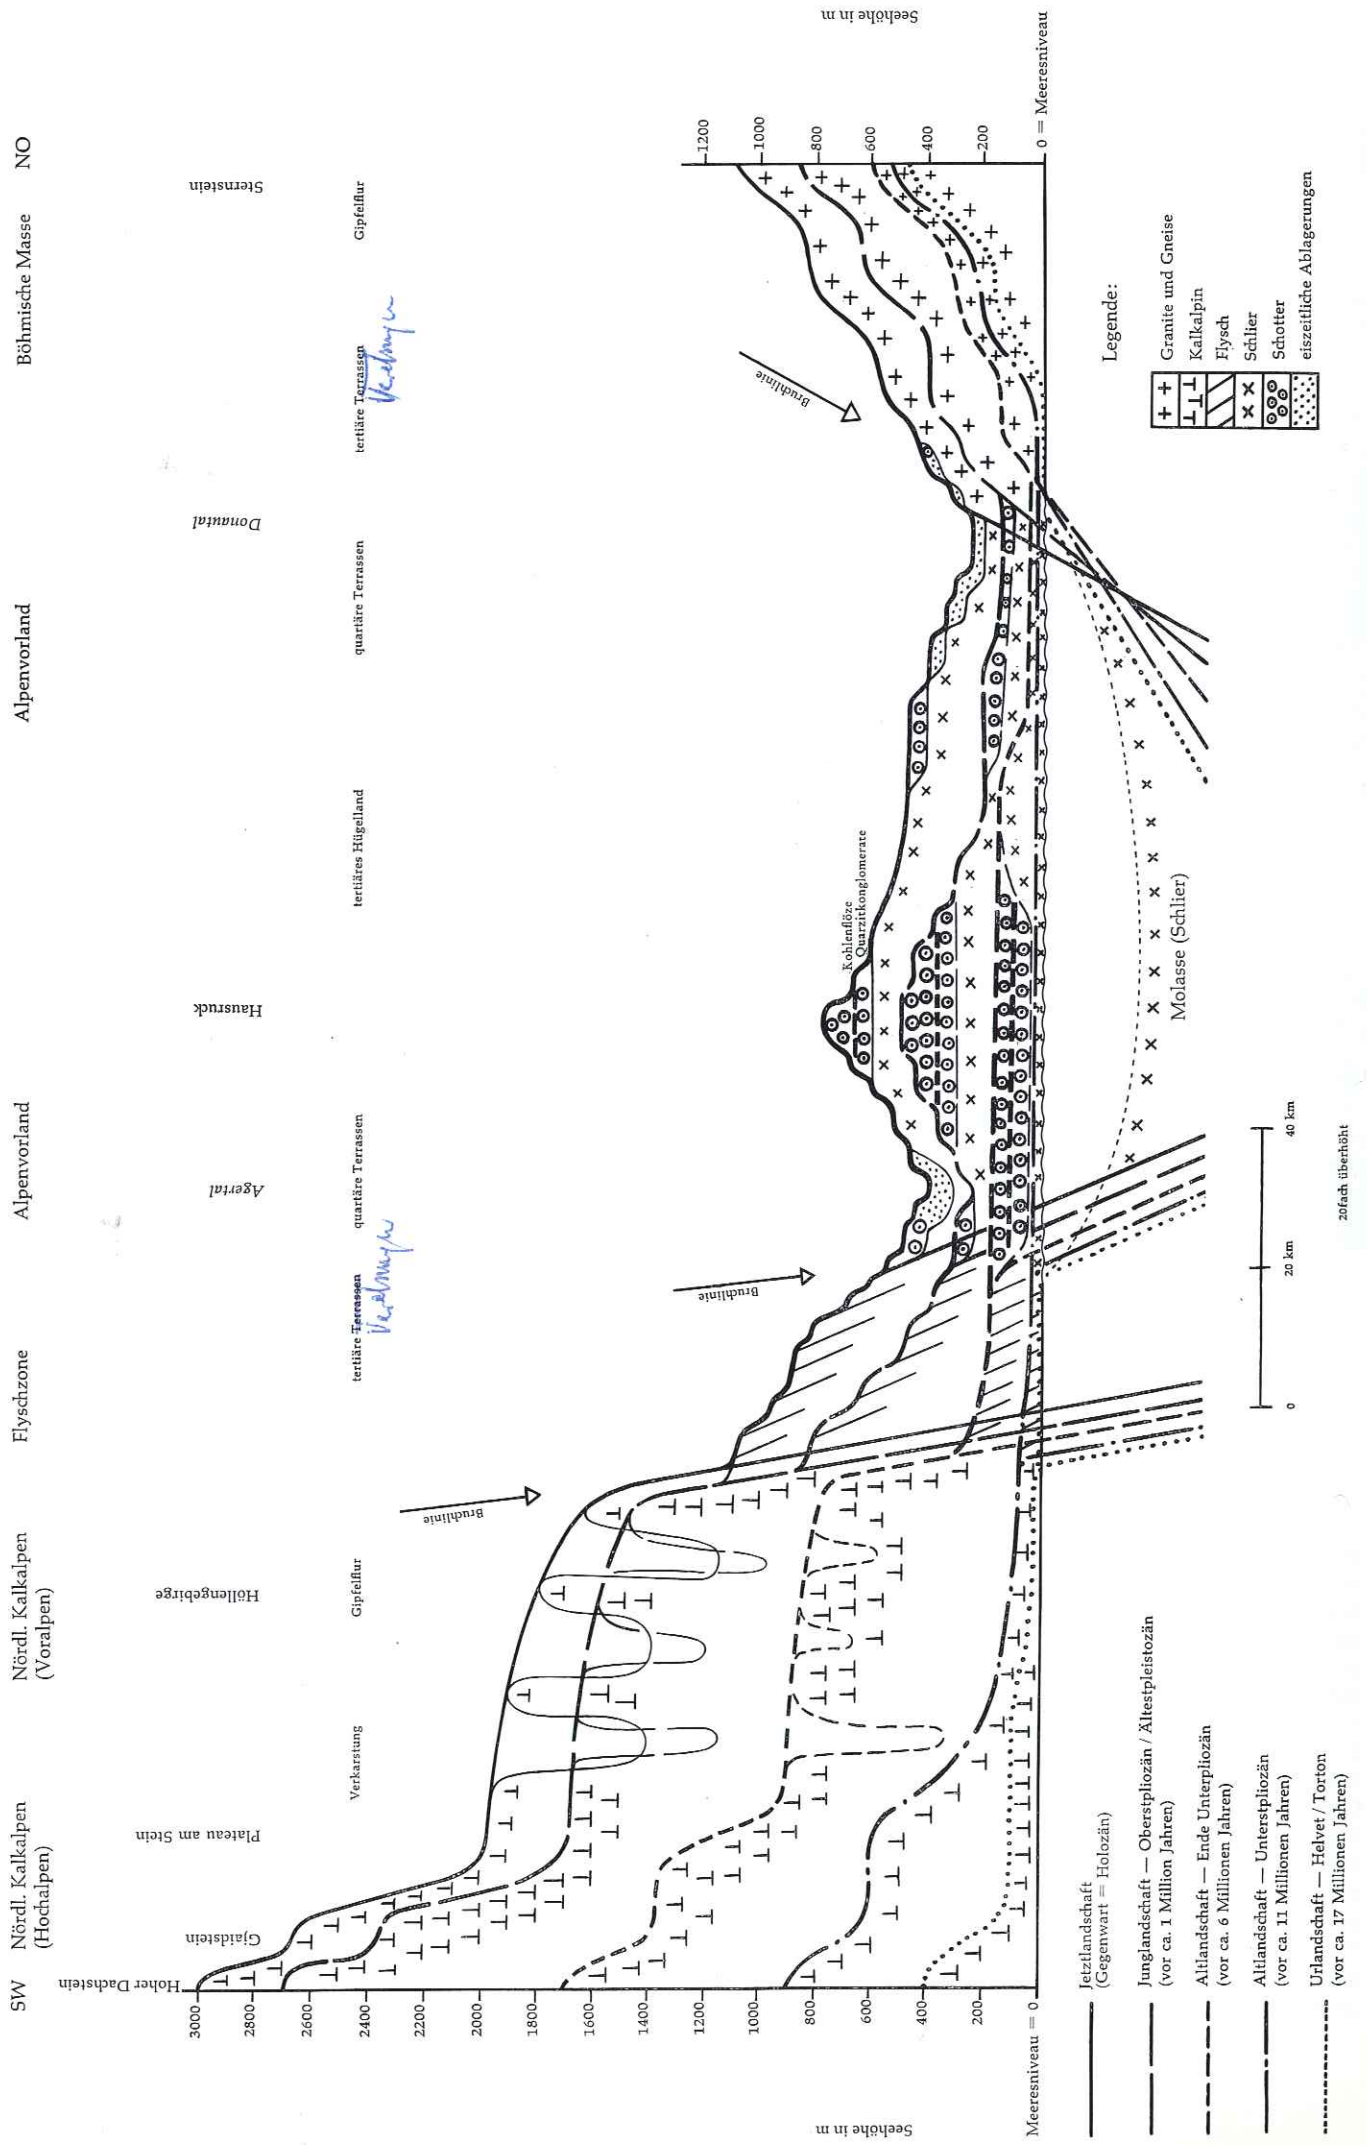 SW
Nördl. Kalkalpen
(Hochalpen)
Nördl. Kalkalpen
(Voralpen)
Flyschzone
Alpenvorland
Alpenvorland
Böhmische Masse
NO
Hoher Dachstein
Gjaidstein
Plateau am Stein
Höllengebirge
Agertal
Hausruck
Donautal
Sternstein
Verkarstung
Gipfelflur
tertiäre Terrassen
quartäre Terrassen
tertiäres Hügelland
quartäre Terrassen
tertiäre Terrassen
Gipfelflur
Bruchlinie
Bruchlinie
Bruchlinie
Kohlenflöze
Quarzitkonglomerate
Molasse (Schlier)
Seehöhe in m
3000
2800
2600
2400
2200
2000
1800
1600
1400
1200
1000
800
600
400
200
Meeresniveau = 0
Seehöhe in m
1200
1000
800
600
400
200
0 = Meeresniveau
Jetztlandschaft
(Gegenwart = Holozän)
Junglandschaft — Oberstpliozän / Ältestpleistozän
(vor ca. 1 Million Jahren)
Altlandschaft — Ende Unterpliozän
(vor ca. 6 Millionen Jahren)
Altlandschaft — Unterstpliozän
(vor ca. 11 Millionen Jahren)
Urlandschaft — Helvet / Torton
(vor ca. 17 Millionen Jahren)
0
20 km
40 km
20fach überhöht
Legende:
Granite und Gneise
Kalkalpin
Flysch
Schlier
Schotter
eiszeitliche Ablagerungen